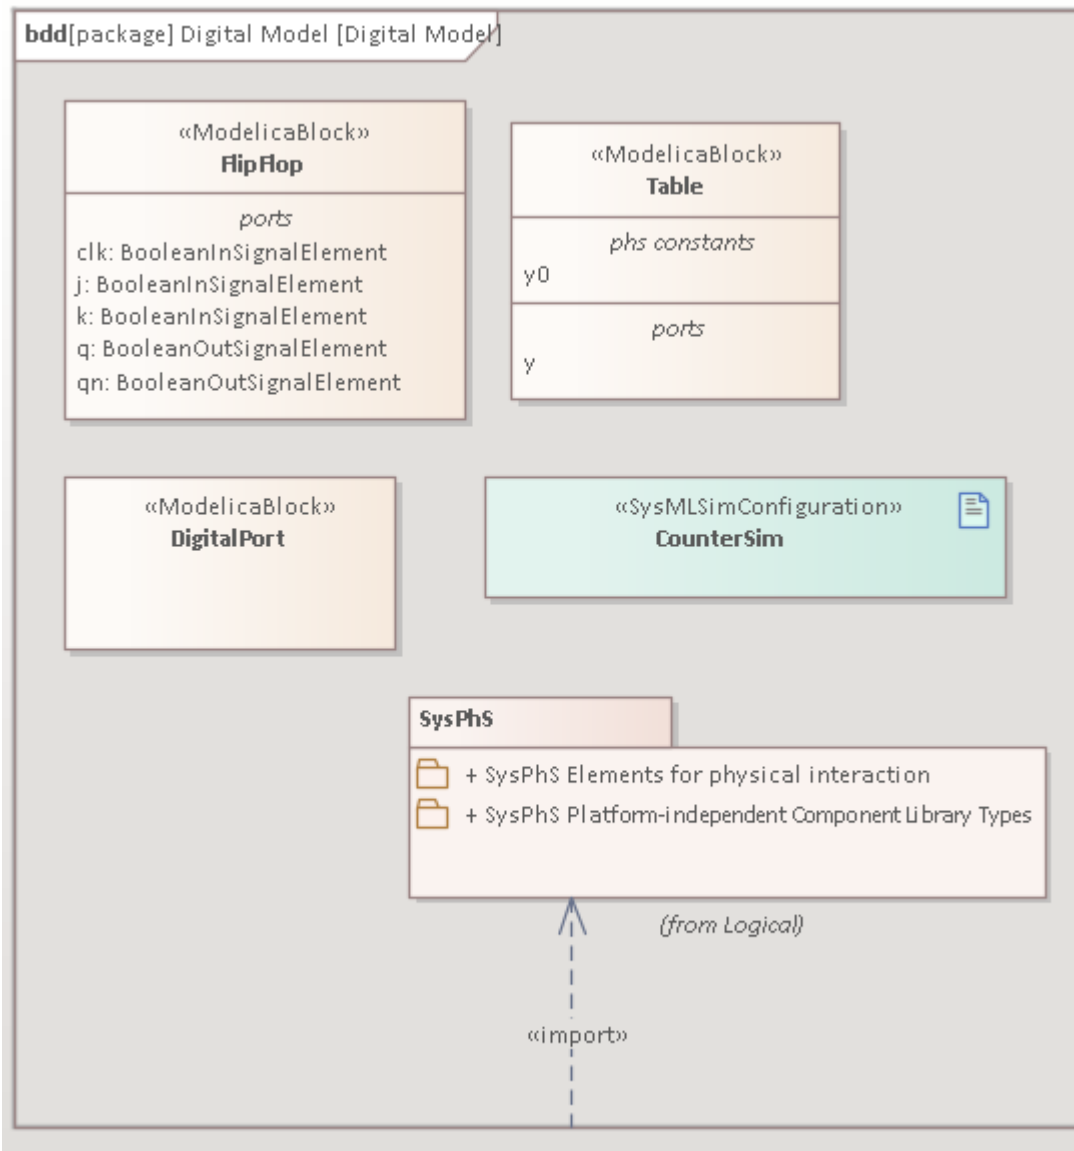 bdd[package] Digital Model [Digital Model]
«ModelicaBlock»
FlipFlop
ports
clk: BooleanInSignalElement
j: BooleanInSignalElement
k: BooleanInSignalElement
q: BooleanOutSignalElement
qn: BooleanOutSignalElement
«ModelicaBlock»
Table
phs constants
y0
ports
y
«ModelicaBlock»
DigitalPort
«SysMLSimConfiguration»
CounterSim
SysPhS
+ SysPhS Elements for physical interaction
+ SysPhS Platform-independent Component Library Types
(from Logical)
«import»